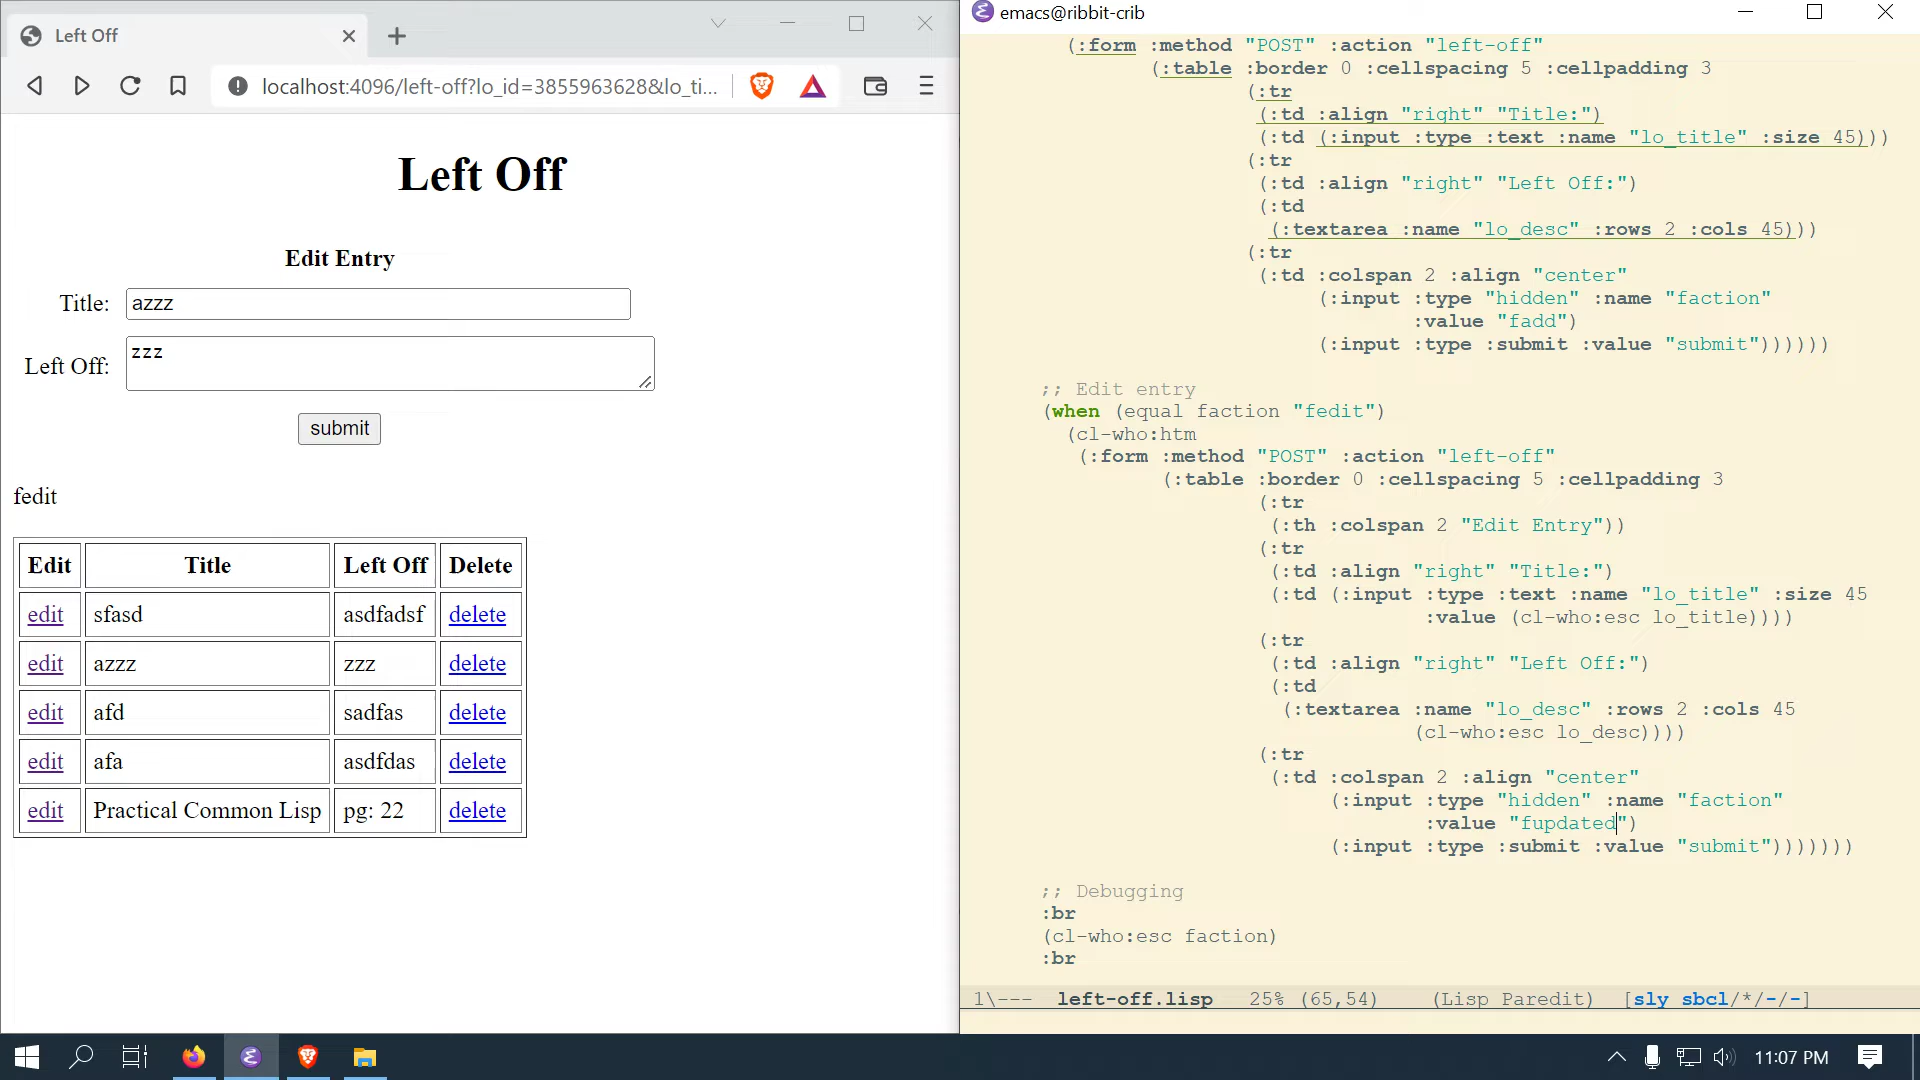 Left Off
localhost:4096/left-off?lo_id=3855963628&lo_ti...
Left Off
Edit Entry
Title: azzz
Left Off: zzz
submit
fedit
Edit Title Left Off Delete
edit sfasd asdfadsf delete
edit azzz zzz delete
edit afd sadfas delete
edit afa asdfdas delete
edit Practical Common Lisp pg: 22 delete
emacs@ribbit-crib
(:form :method "POST" :action "left-off"
(:table :border 0 :cellspacing 5 :cellpadding 3
(:tr
(:td :align "right" "Title:")
(:td (:input :type :text :name "lo_title" :size 45)))
(:tr
(:td :align "right" "Left Off:")
(:td
(:textarea :name "lo_desc" :rows 2 :cols 45)))
(:tr
(:td :colspan 2 :align "center"
(:input :type "hidden" :name "faction"
:value "fadd")
(:input :type :submit :value "submit"))))))
;; Edit entry
(when (equal faction "fedit")
(cl-who:htm
(:form :method "POST" :action "left-off"
(:table :border 0 :cellspacing 5 :cellpadding 3
(:tr
(:th :colspan 2 "Edit Entry"))
(:tr
(:td :align "right" "Title:")
(:td (:input :type :text :name "lo_title" :size 45
:value (cl-who:esc lo_title))))
(:tr
(:td :align "right" "Left Off:")
(:td
(:textarea :name "lo_desc" :rows 2 :cols 45
(cl-who:esc lo_desc))))
(:tr
(:td :colspan 2 :align "center"
(:input :type "hidden" :name "faction"
:value "fupdated")
(:input :type :submit :value "submit")))))))
;; Debugging
:br
(cl-who:esc faction)
:br
1\--- left-off.lisp 25% (65,54) (Lisp Paredit) [sly sbcl/*/-/-]
11:07 PM